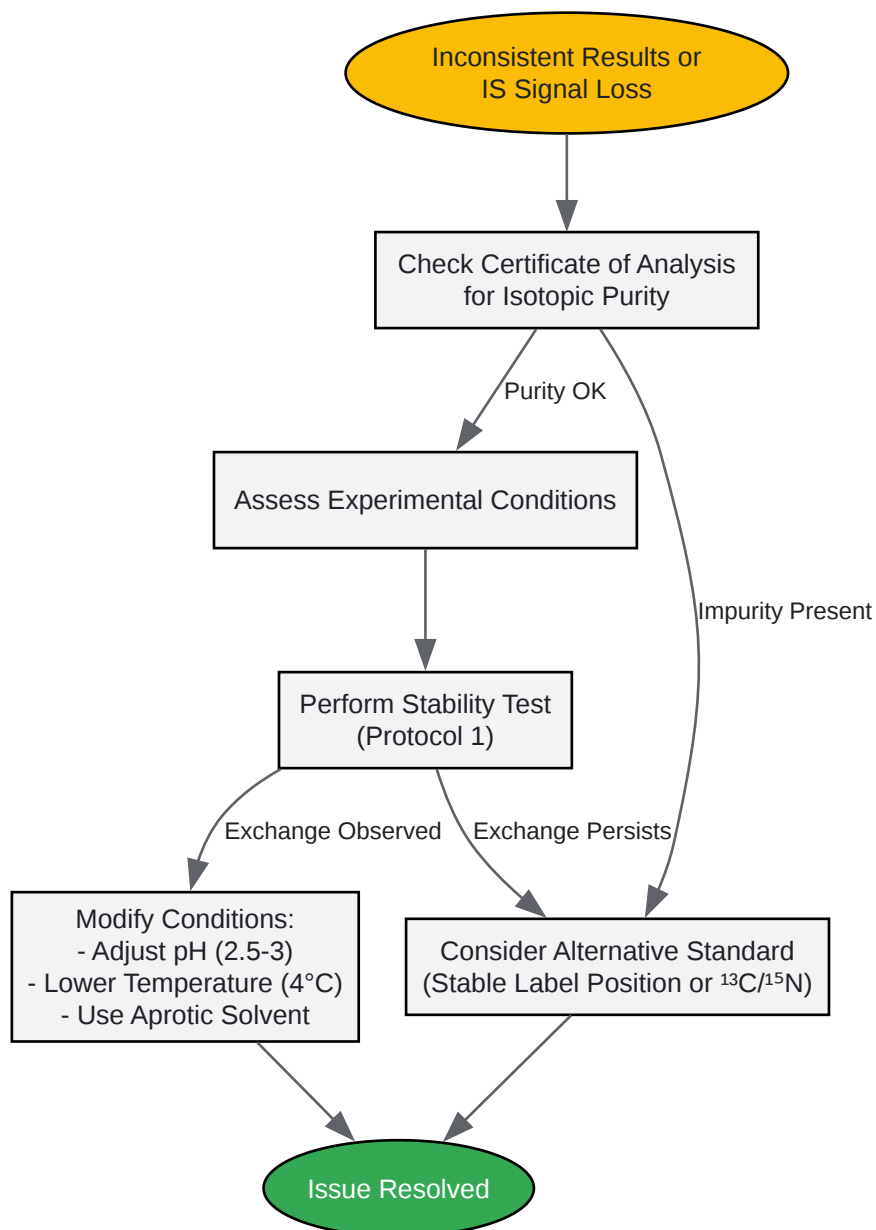 Inconsistent Results or
IS Signal Loss
Check Certificate of Analysis
for Isotopic Purity
Purity OK
Assess Experimental Conditions
Impurity Present
Perform Stability Test
(Protocol 1)
Exchange Observed
Exchange Persists
Modify Conditions:
- Adjust pH (2.5-3)
- Lower Temperature (4°C)
- Use Aprotic Solvent
Consider Alternative Standard
(Stable Label Position or ¹³C/¹⁵N)
Issue Resolved